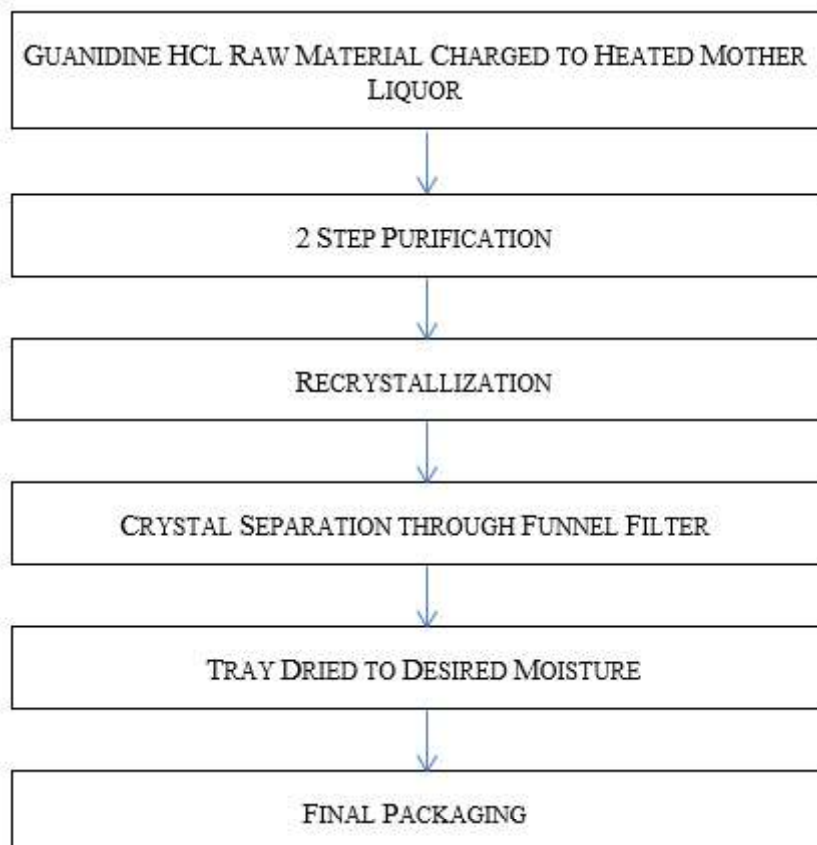 GUANIDINE HCL RAW MATERIAL CHARGED TO HEATED MOTHER
LIQUOR
2 STEP PURIFICATION
RECRYSTALLIZATION
CRYSTAL SEPARATION THROUGH FUNNEL FILTER
TRAY DRIED TO DESIRED MOISTURE
FINAL PACKAGING